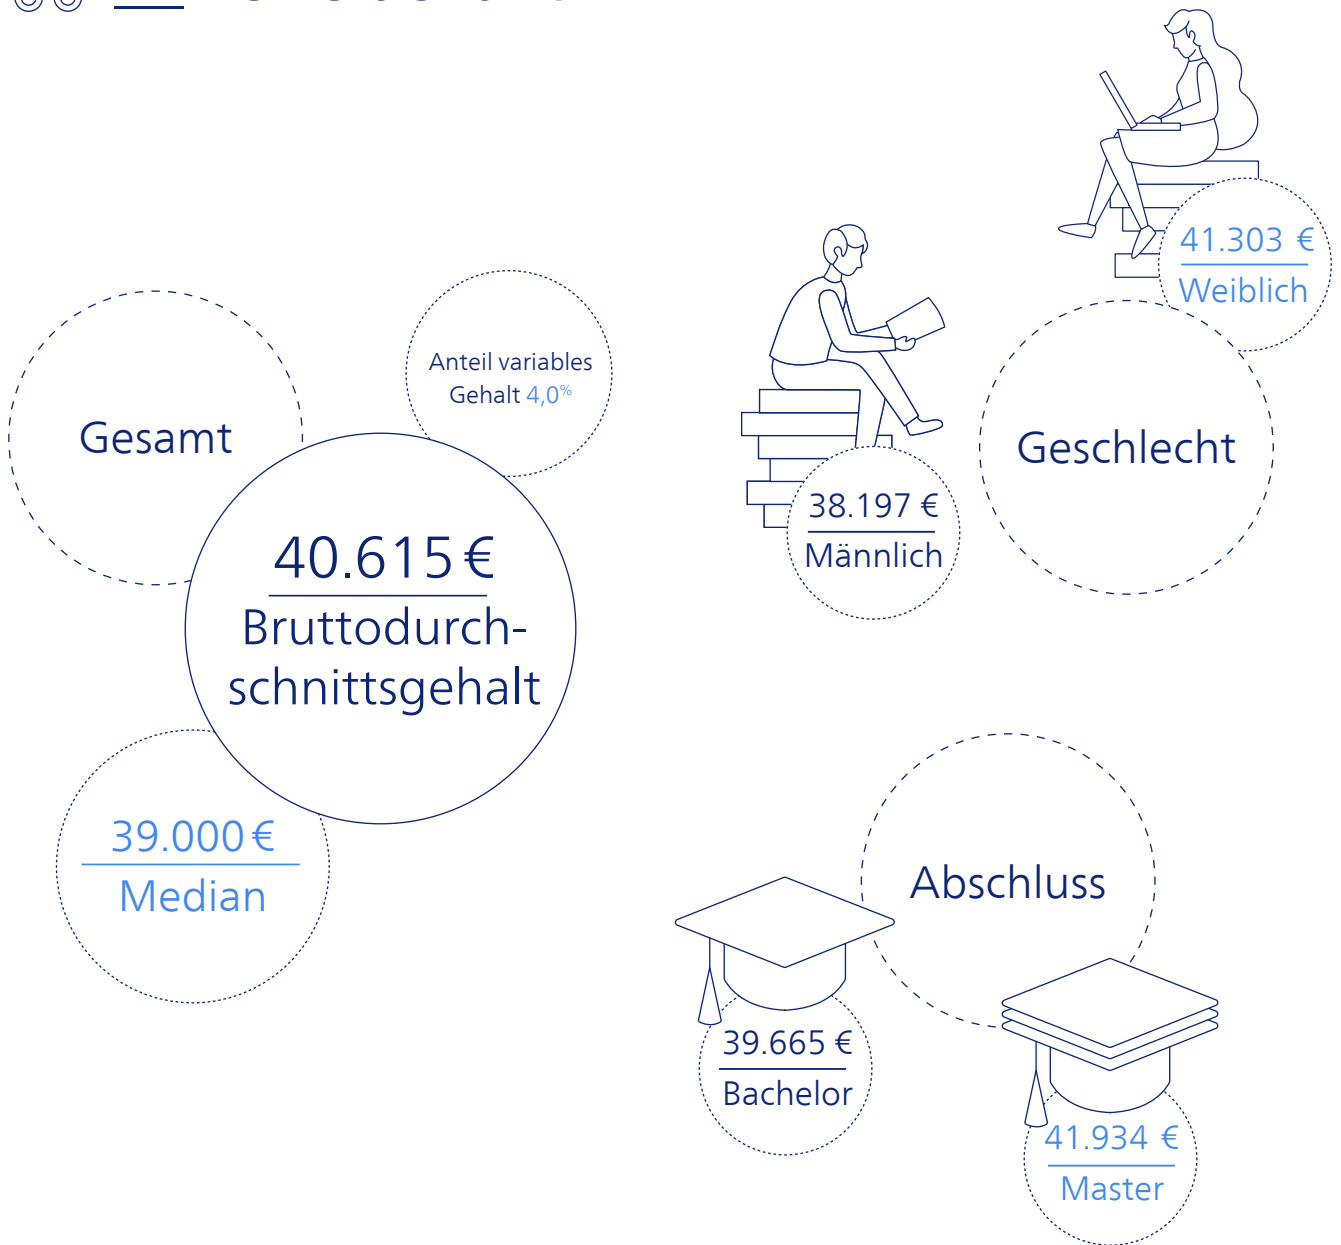 Gesamt
Anteil variables
Gehalt 4,0%
40.615 €
Bruttodurch-
schnittsgehalt
39.000 €
Median
41.303 €
Weiblich
Geschlecht
38.197 €
Männlich
Abschluss
39.665 €
Bachelor
41.934 €
Master